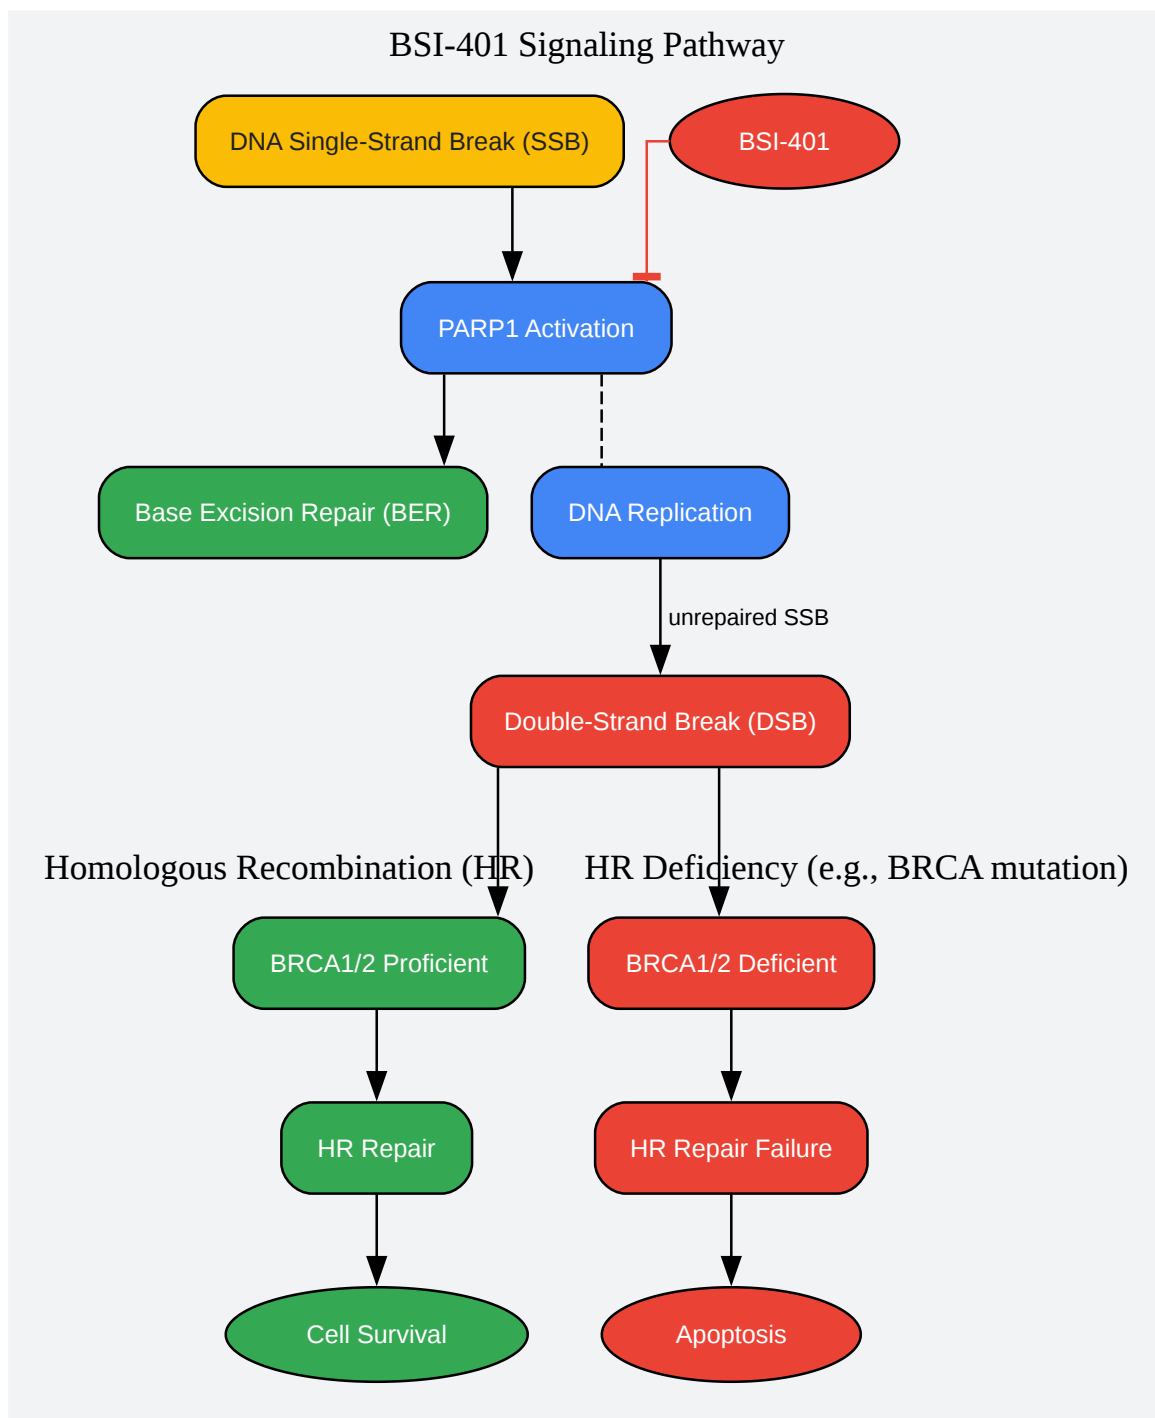 BSI-401 Signaling Pathway
DNA Single-Strand Break (SSB)
BSI-401
PARP1 Activation
Base Excision Repair (BER)
DNA Replication
unrepaired SSB
Double-Strand Break (DSB)
Homologous Recombination (HR)
HR Deficiency (e.g., BRCA mutation)
BRCA1/2 Proficient
BRCA1/2 Deficient
HR Repair
HR Repair Failure
Cell Survival
Apoptosis